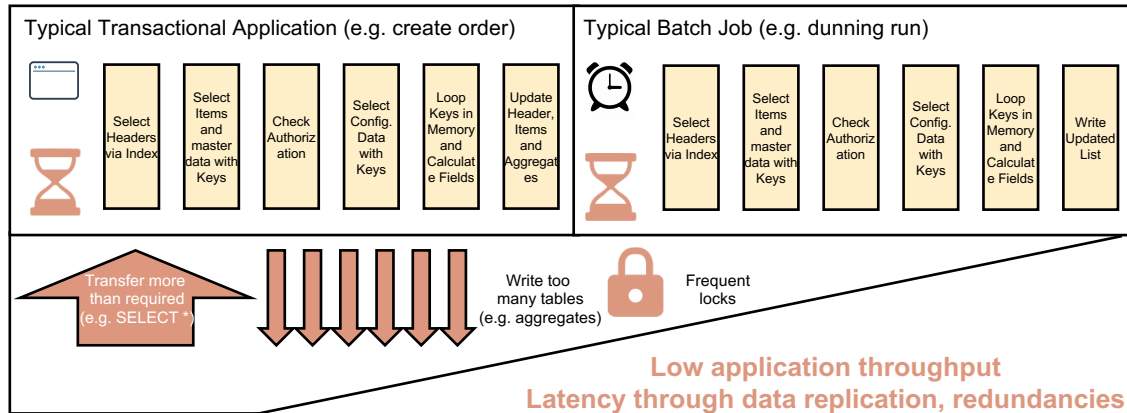 Typical Transactional Application (e.g. create order)
Select
Headers
via Index
Select
Items
and
master
data with
Keys
Check
Authoriz
ation
Select
Config.
Data
with
Keys
Loop
Keys in
Memory
and
Calculat
e Fields
Update
Header,
Items
and
Aggregat
es
Typical Batch Job (e.g. dunning run)
Select
Headers
via Index
Select
Items
and
master
data with
Keys
Check
Authoriz
ation
Select
Config.
Data
with
Keys
Loop
Keys in
Memory
and
Calculat
e Fields
Write
Updated
List
Transfer more
than required
(e.g. SELECT *)
Write too
many tables
(e.g. aggregates)
Frequent
locks
Low application throughput
Latency through data replication, redundancies